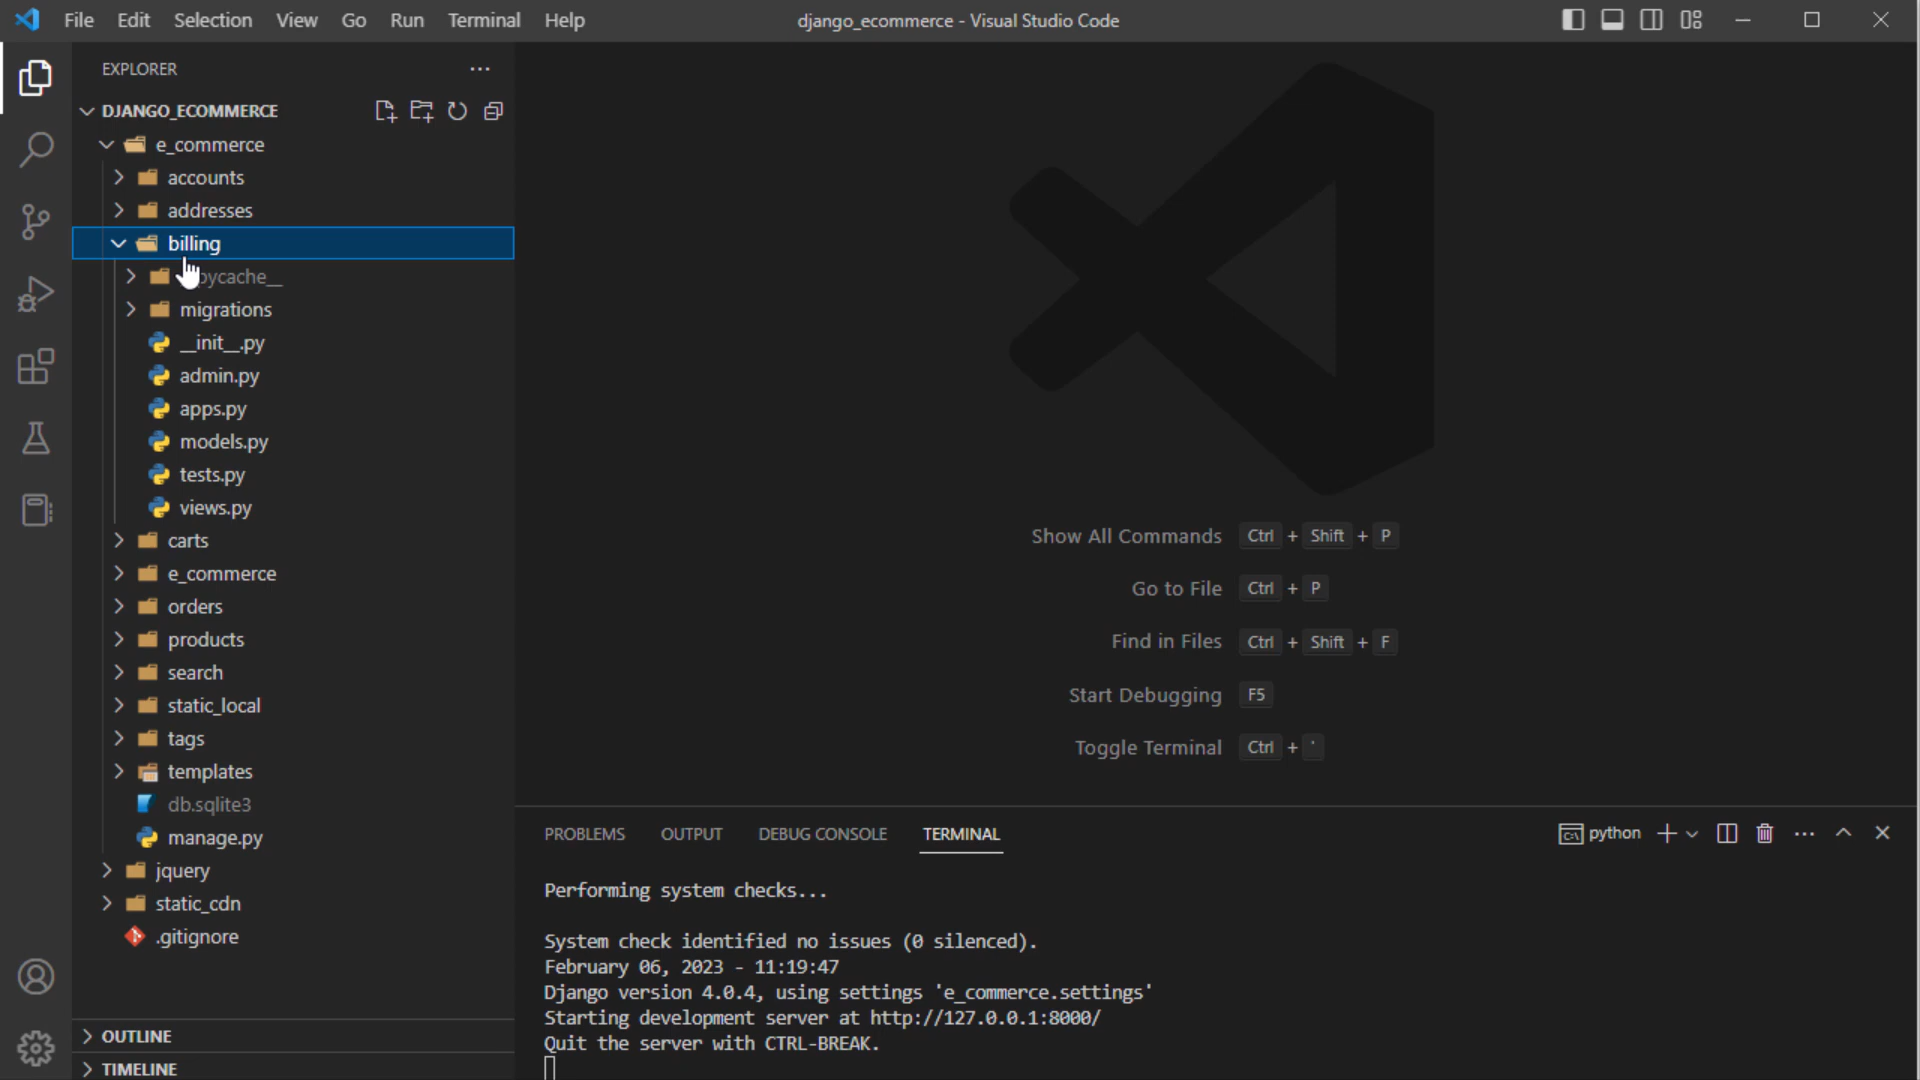 File Edit Selection View Go Run Terminal Help
django_ecommerce - Visual Studio Code
EXPLORER
DJANGO_ECOMMERCE
e_commerce
accounts
addresses
billing
pycache__
migrations
__init__.py
admin.py
apps.py
models.py
tests.py
views.py
carts
e_commerce
orders
products
search
static_local
tags
templates
db.sqlite3
manage.py
jquery
static_cdn
.gitignore
OUTLINE
TIMELINE
Show All Commands Ctrl + Shift + P
Go to File Ctrl + P
Find in Files Ctrl + Shift + F
Start Debugging F5
Toggle Terminal Ctrl + '
PROBLEMS OUTPUT DEBUG CONSOLE TERMINAL
python
Performing system checks...
System check identified no issues (0 silenced).
February 06, 2023 - 11:19:47
Django version 4.0.4, using settings 'e_commerce.settings'
Starting development server at http://127.0.0.1:8000/
Quit the server with CTRL-BREAK.